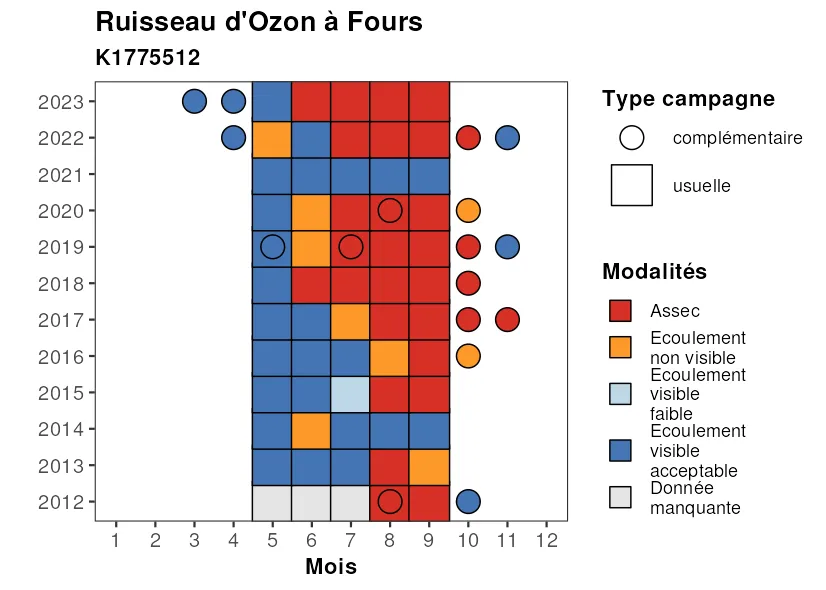 Ruisseau d'Ozon à Fours
K1775512
2023
2022
2021
2020
2019
2018
2017
2016
2015
2014
2013
2012
1 2 3 4 5 6 7 8 9 10 11 12
Mois
Type campagne
complémentaire
usuelle
Modalités
Assec
Ecoulement
non visible
Ecoulement
visible
faible
Ecoulement
visible
acceptable
Donnée
manquante